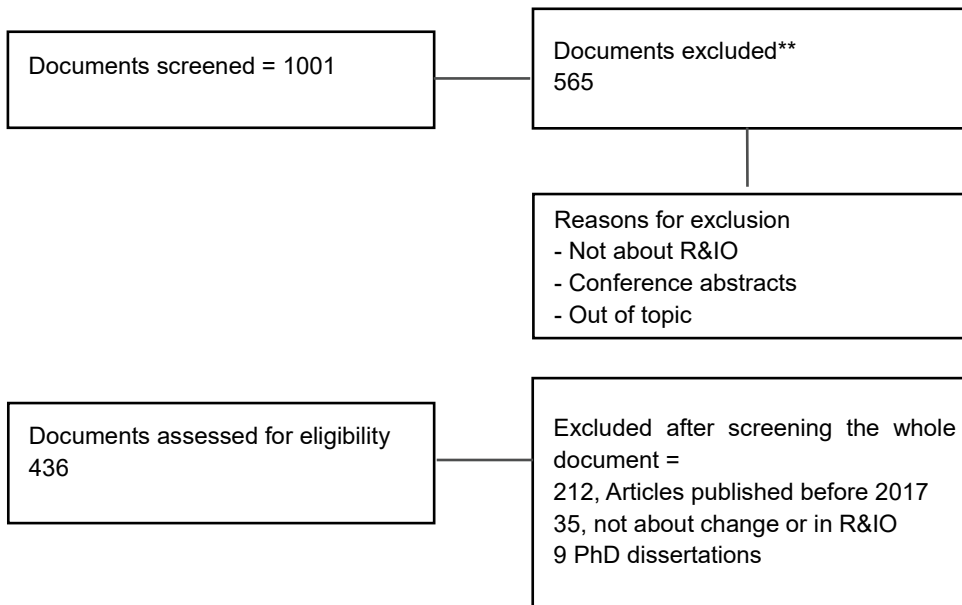 Documents screened = 1001
Documents excluded**
565
Reasons for exclusion
- Not about R&IO
- Conference abstracts
- Out of topic
Documents assessed for eligibility
436
Excluded after screening the whole
document =
212, Articles published before 2017
35, not about change or in R&IO
9 PhD dissertations